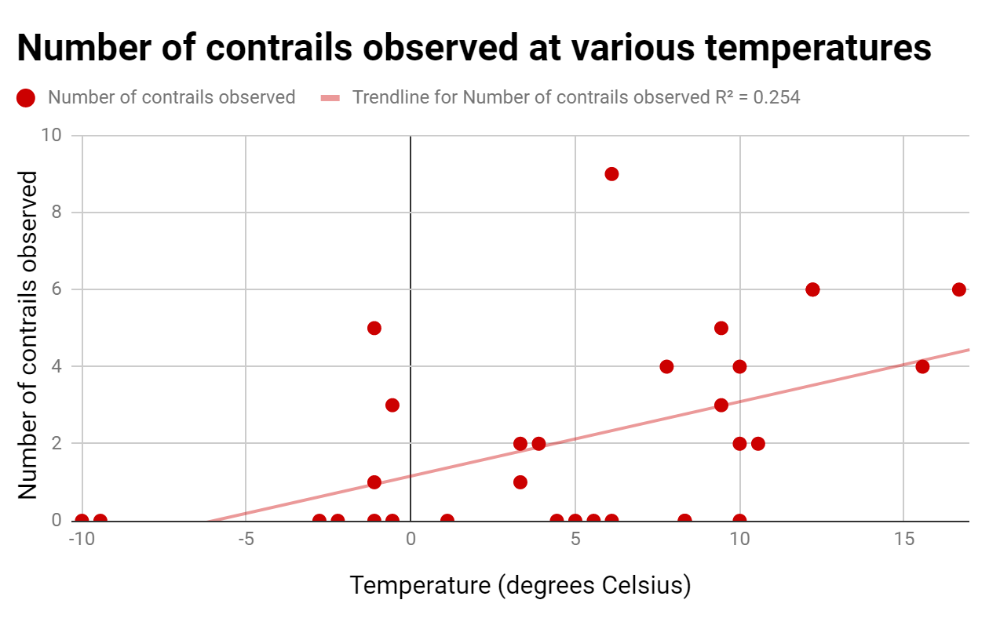 Number of contrails observed at various temperatures
Number of contrails observed
Trendline for Number of contrails observed R² = 0.254
Number of contrails observed
10
8
6
4
2
0
-10
-5
0
5
10
15
Temperature (degrees Celsius)